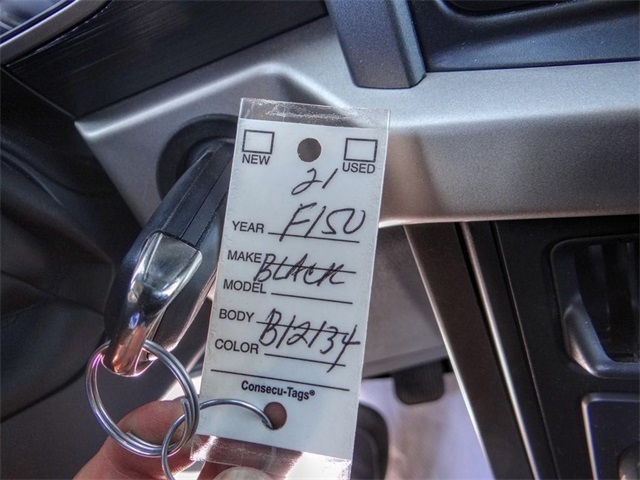 NEW USED
21
YEAR F150
MAKE BLACK
MODEL
BODY B12134
COLOR
Consecu-Tags®